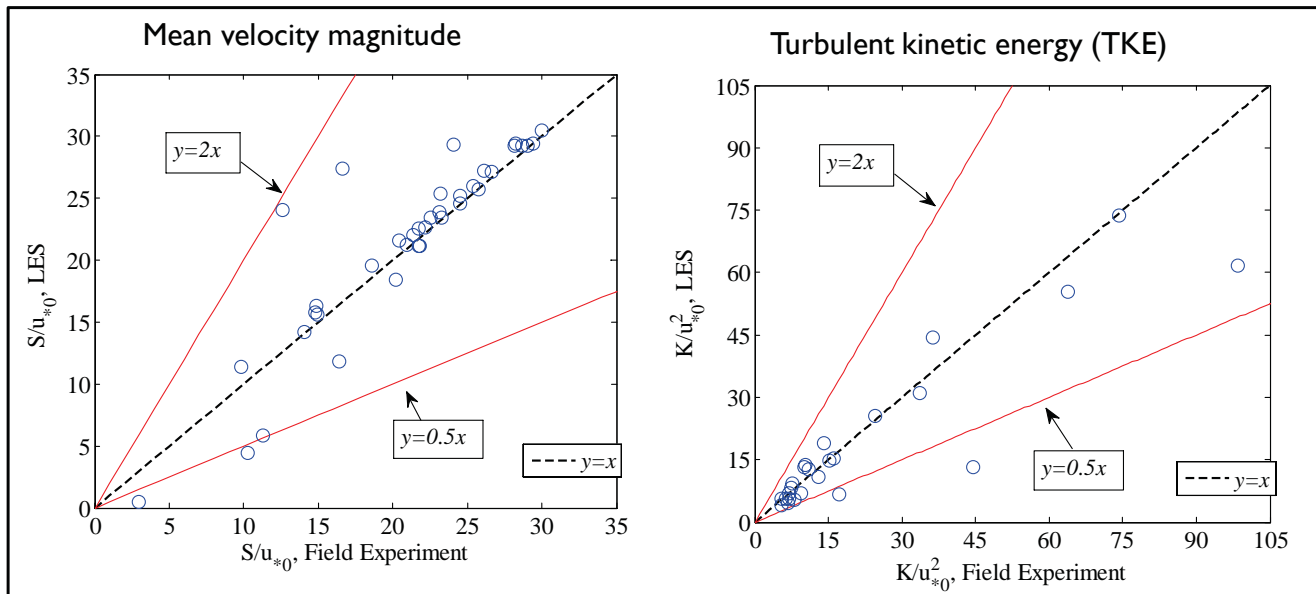 Mean velocity magnitude
35
30
25
20
15
10
5
0
0
5
10
15
20
25
30
35
S/u*0, LES
S/u*0, Field Experiment
y=2x
y=0.5x
y=x
Turbulent kinetic energy (TKE)
105
90
75
60
45
30
15
0
0
15
30
45
60
75
90
105
K/u²*0, LES
K/u²*0, Field Experiment
y=2x
y=0.5x
y=x